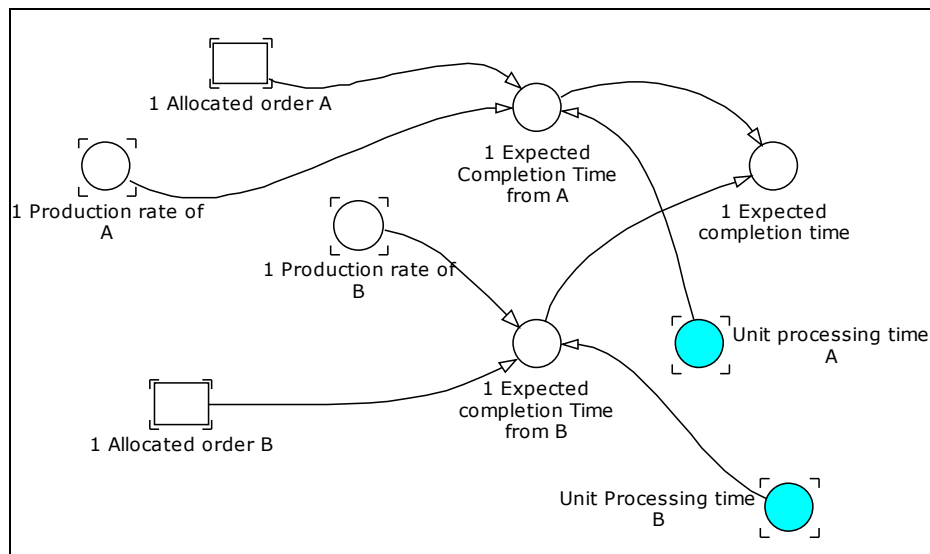 1 Allocated order A
1 Expected
Completion Time
from A
1 Production rate of
A
1 Expected
completion time
1 Production rate of
B
Unit processing time
A
1 Expected
completion Time
from B
1 Allocated order B
Unit Processing time
B